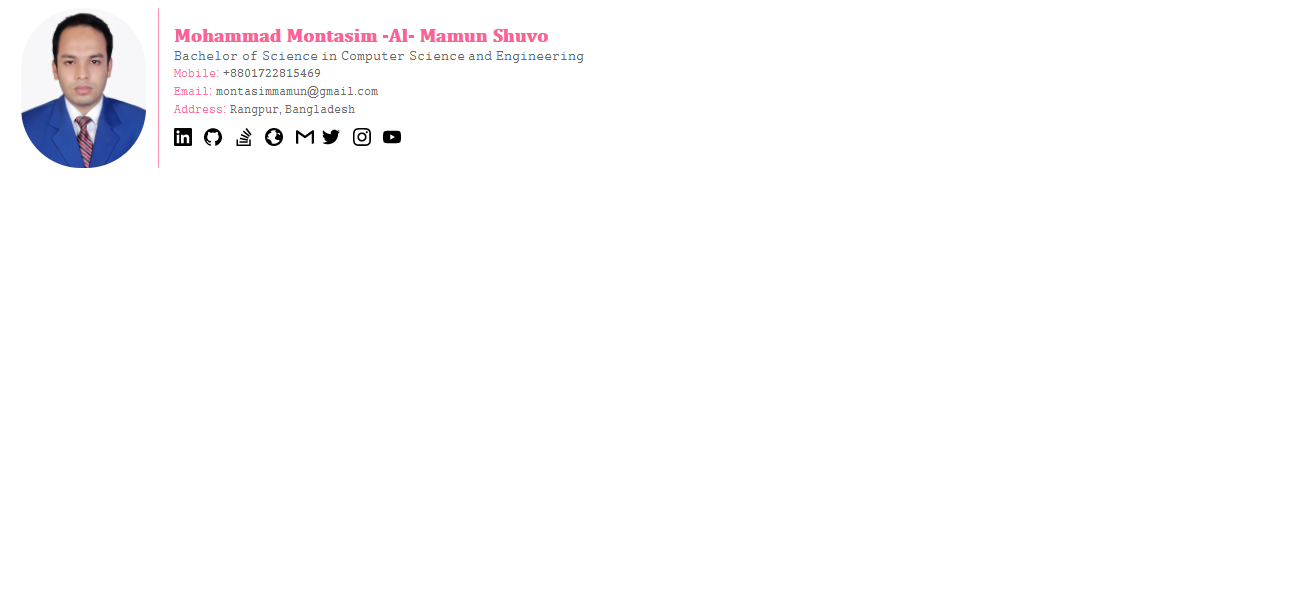 Mohammad Montasim -Al- Mamun Shuvo
Bachelor of Science in Computer Science and Engineering
Mobile: +8801722815469
Email: montasimmamun@gmail.com
Address: Rangpur, Bangladesh